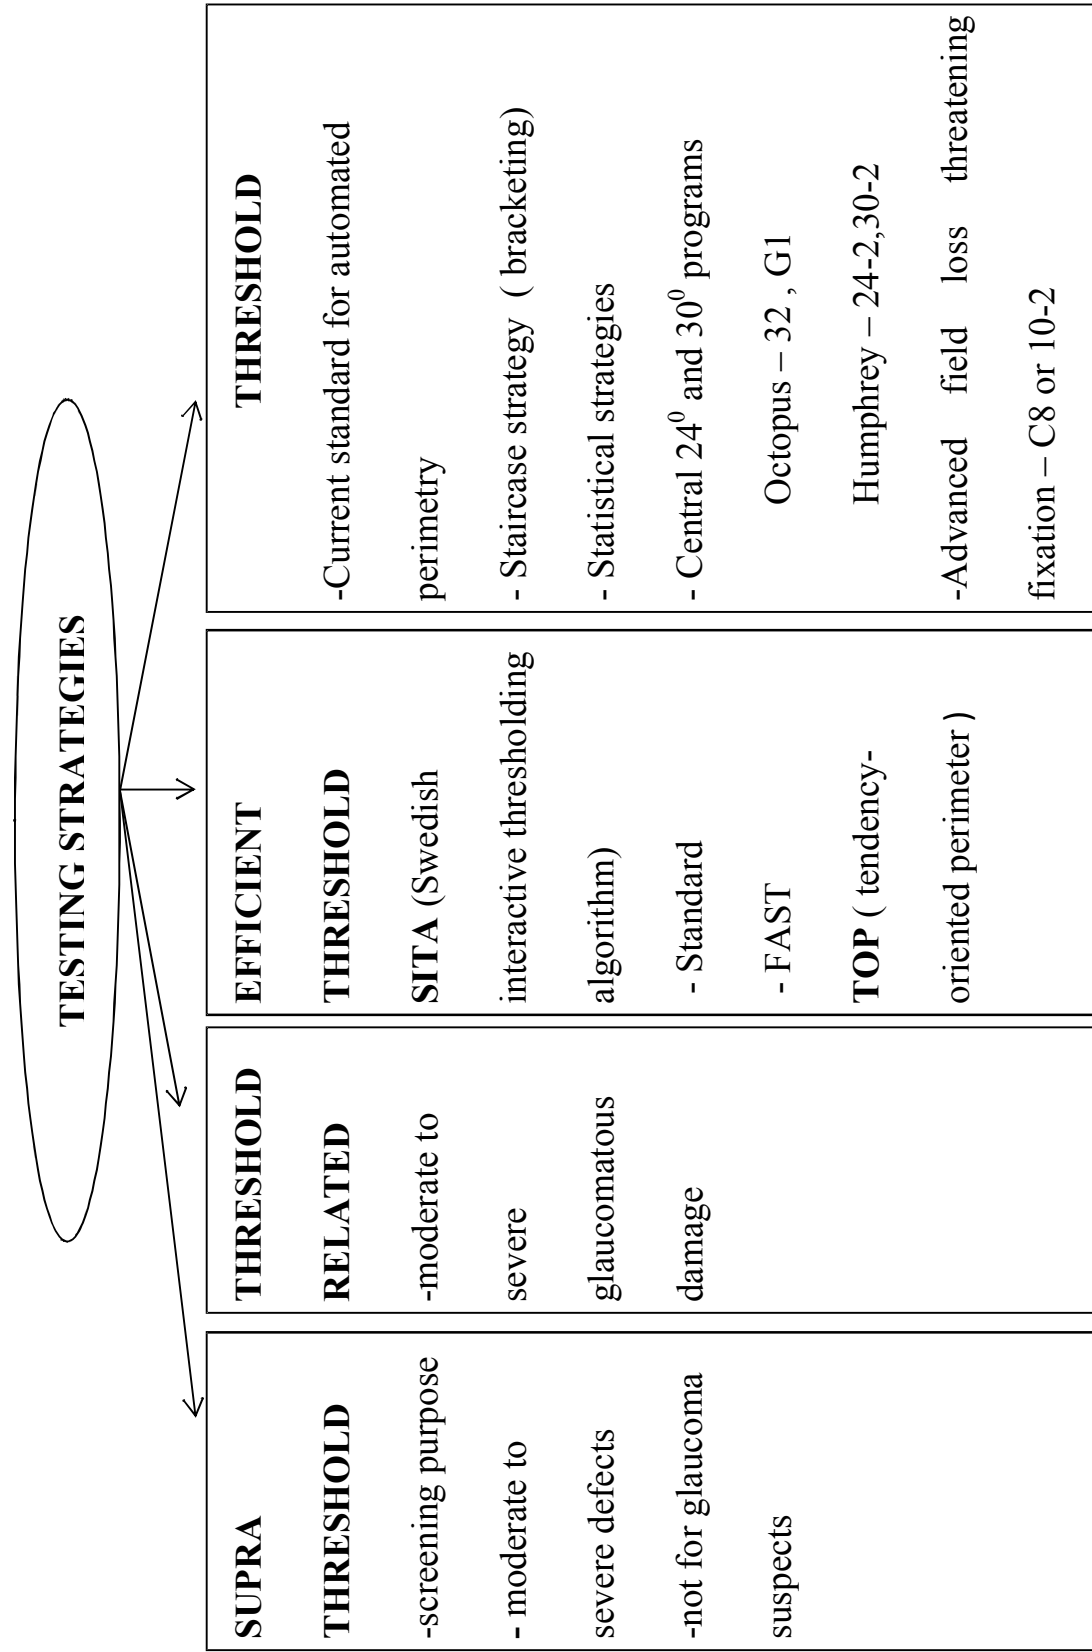 TESTING STRATEGIES
SUPRA
THRESHOLD
-screening purpose
- moderate to
severe defects
-not for glaucoma
suspects
THRESHOLD
RELATED
-moderate to
severe
glaucomatous
damage
EFFICIENT
THRESHOLD
SITA (Swedish
interactive thresholding
algorithm)
- Standard
- FAST
TOP ( tendency-
oriented perimeter )
THRESHOLD
-Current standard for automated
perimetry
- Staircase strategy ( bracketing)
- Statistical strategies
- Central 24⁰ and 30⁰ programs
Octopus – 32 , G1
Humphrey – 24-2,30-2
-Advanced field loss threatening
fixation – C8 or 10-2